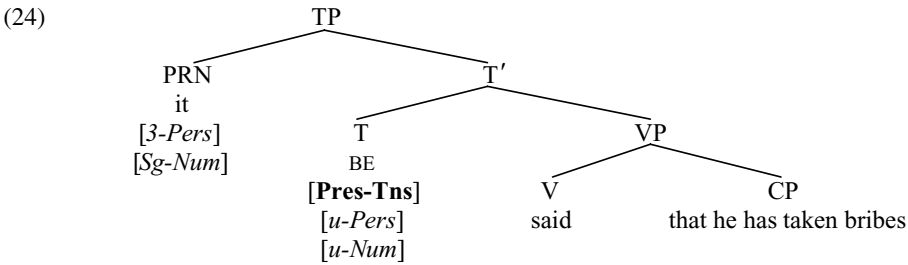 (24) TP
PRN T′
it
[3-Pers] T VP
[Sg-Num] BE
[Pres-Tns] V CP
[u-Pers] said that he has taken bribes
[u-Num]